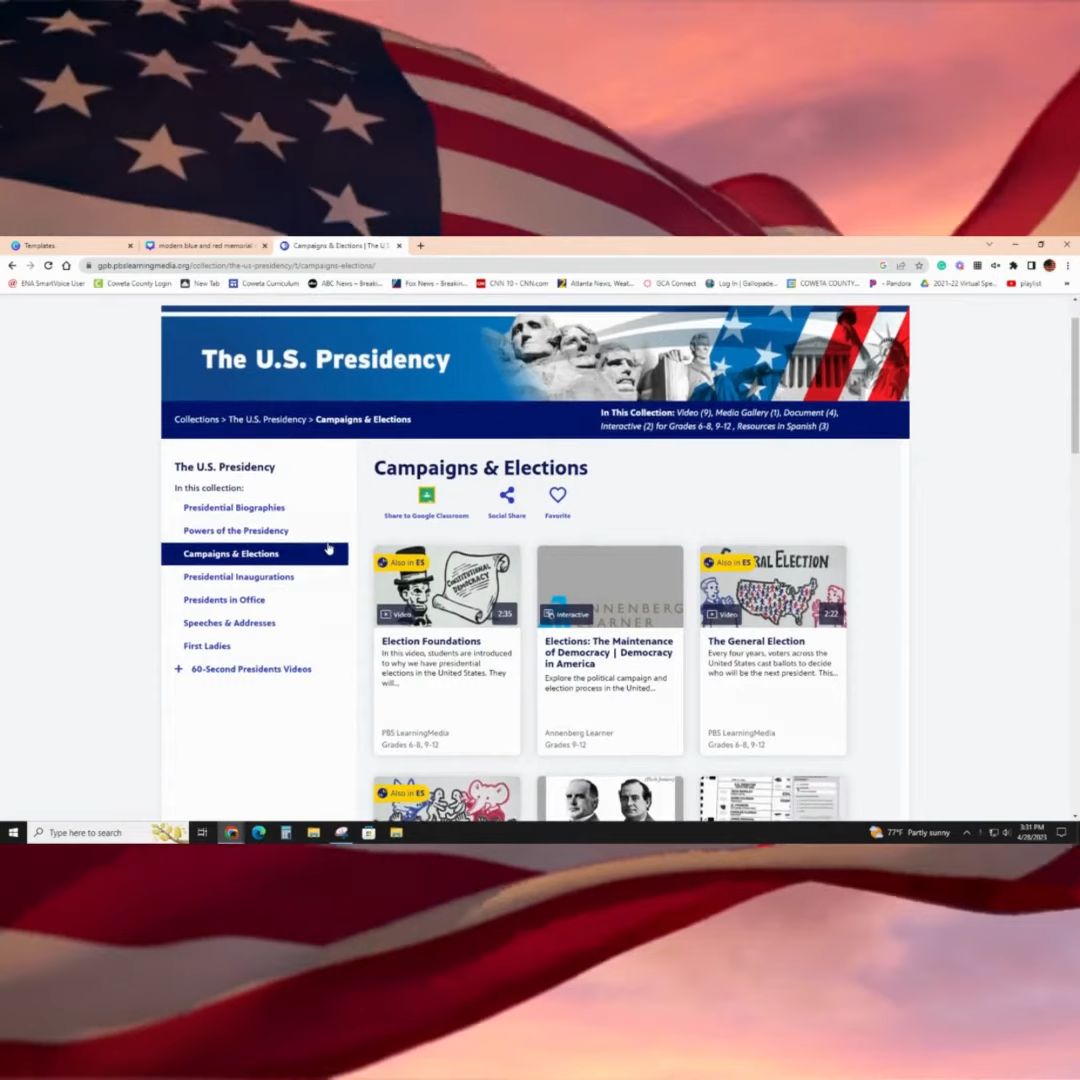 Templates
modern blue and red memorial
Campaigns & Elections | The U.S.
gpb.pbslearningmedia.org/collection/the-us-presidency/t/campaigns-elections/
ENA SmartVoice User
Coweta County Login
New Tab
Coweta Curriculum
ABC News – Breaki...
Fox News - Breakin...
CNN 10 - CNN.com
Atlanta News, Weat...
GCA Connect
Log In | Gallopade...
COWETA COUNTY...
- Pandora
2021-22 Virtual Spe...
playlist
The U.S. Presidency
Collections > The U.S. Presidency > Campaigns & Elections
In This Collection: Video (9), Media Gallery (1), Document (4),
Interactive (2) for Grades 6-8, 9-12 , Resources in Spanish (3)
The U.S. Presidency
In this collection:
Presidential Biographies
Powers of the Presidency
Campaigns & Elections
Presidential Inaugurations
Presidents in Office
Speeches & Addresses
First Ladies
+ 60-Second Presidents Videos
Campaigns & Elections
Share to Google Classroom
Social Share
Favorite
Also in ES
CONSTITUTIONAL
DEMOCRACY
Video
2:35
Election Foundations
In this video, students are introduced
to why we have presidential
elections in the United States. They
will...
PBS LearningMedia
Grades 6-8, 9-12
NNENBERG
LEARNER
Interactive
Elections: The Maintenance
of Democracy | Democracy
in America
Explore the political campaign and
election process in the United...
Annenberg Learner
Grades 9-12
Also in ES
RAL ELECTION
Video
2:22
The General Election
Every four years, voters across the
United States cast ballots to decide
who will be the next president. This...
PBS LearningMedia
Grades 6-8, 9-12
Also in ES
Type here to search
77°F Partly sunny
3:31 PM
4/28/2023